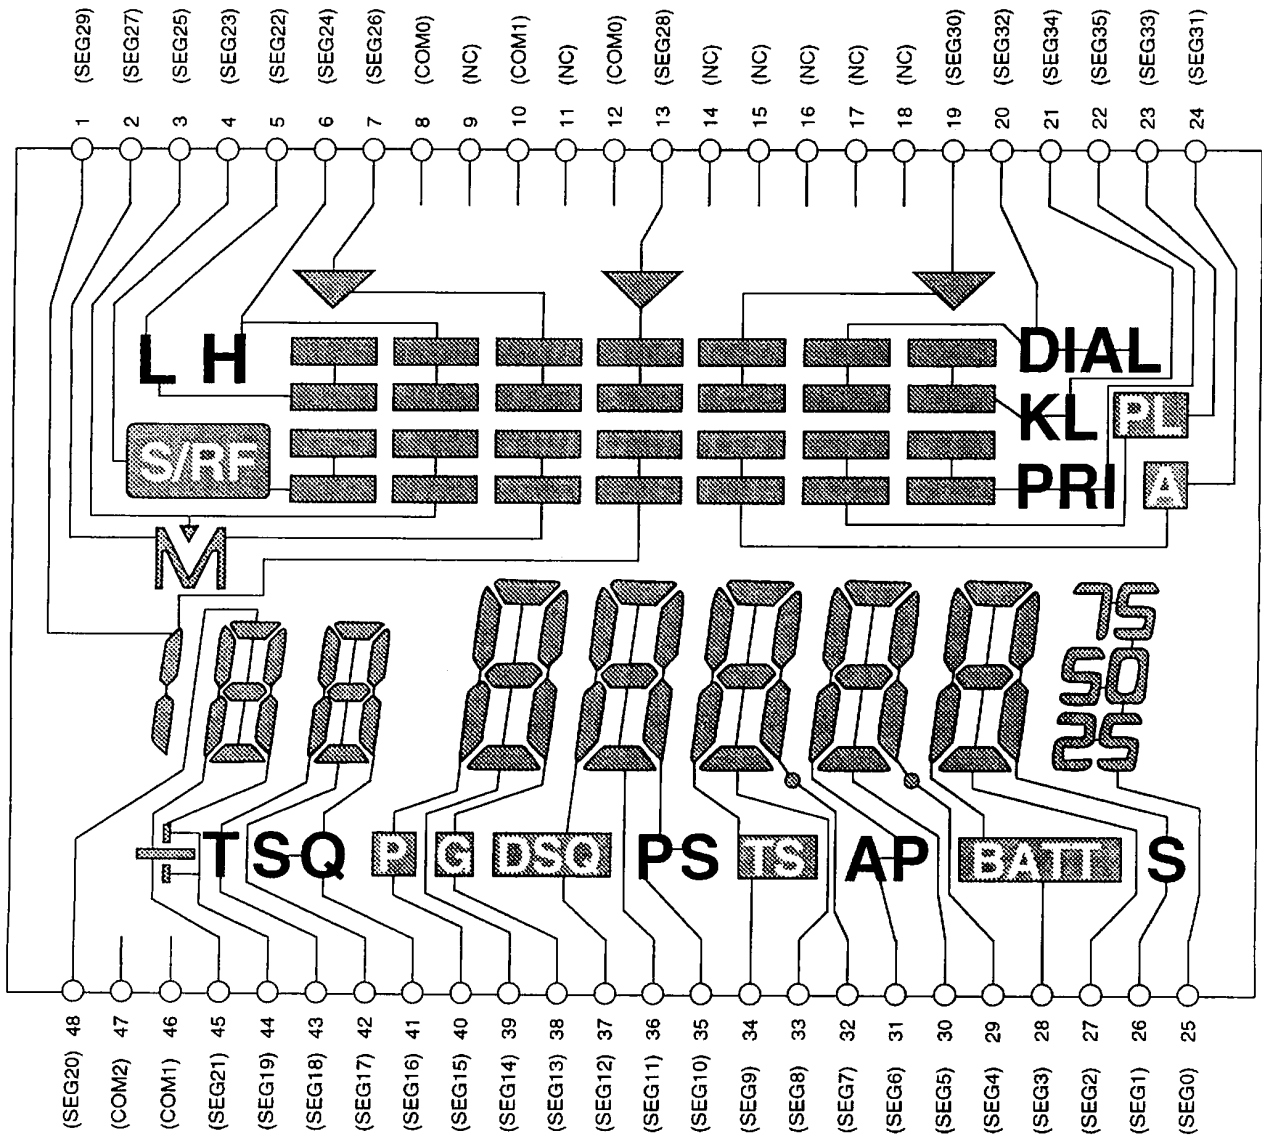 (SEG29) (SEG27) (SEG25) (SEG23) (SEG22) (SEG24) (SEG26) (COM0) (NC) (COM1) (NC) (COM0) (SEG28) (NC) (NC) (NC) (NC) (NC) (SEG30) (SEG32) (SEG34) (SEG35) (SEG33) (SEG31)
1 2 3 4 5 6 7 8 9 10 11 12 13 14 15 16 17 18 19 20 21 22 23 24
L H DIAL
KL PL
S/RF PRI A
M
75
50
25
T SQ P G DSQ PS TS AP BATT S
48 47 46 45 44 43 42 41 40 39 38 37 36 35 34 33 32 31 30 29 28 27 26 25
(SEG20) (COM2) (COM1) (SEG21) (SEG19) (SEG18) (SEG17) (SEG16) (SEG15) (SEG14) (SEG13) (SEG12) (SEG11) (SEG10) (SEG9) (SEG8) (SEG7) (SEG6) (SEG5) (SEG4) (SEG3) (SEG2) (SEG1) (SEG0)